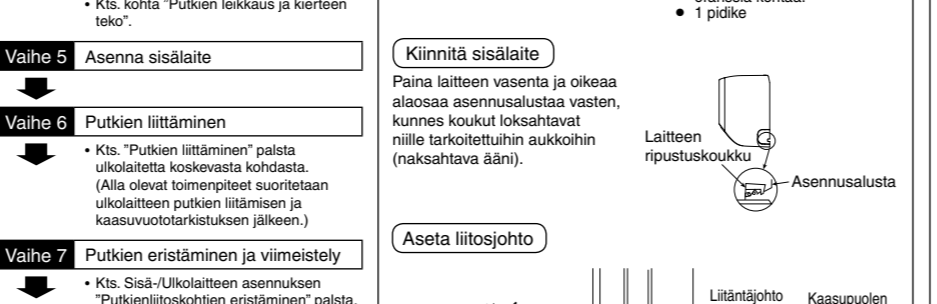 • Kts. kohta "Putkien leikkaus ja kierteen
teko".
Vaihe 5 Asenna sisälaite
Vaihe 6 Putkien liittäminen
• Kts. "Putkien liittäminen" palsta
ulkolaitetta koskevasta kohdasta.
(Alla olevat toimenpiteet suoritetaan
ulkolaitteen putkien liitämisen ja
kaasuvuototarkistuksen jälkeen.)
Vaihe 7 Putkien eristäminen ja viimeistely
• Kts. Sisä-/Ulkolaitteen asennuksen
"Putkienliitoskohtien eristäminen" palsta.
• 1 pidike
Kiinnitä sisälaite
Paina laitteen vasenta ja oikeaa
alaosaa asennusalustaa vasten,
kunnes koukut loksahtavat
niille tarkoitettuihin aukkoihin
(naksahtava ääni).
Laitteen
ripustuskoukku
Asennusalusta
Aseta liitosjohto
Liitäntäjohto
Kaasupuolen